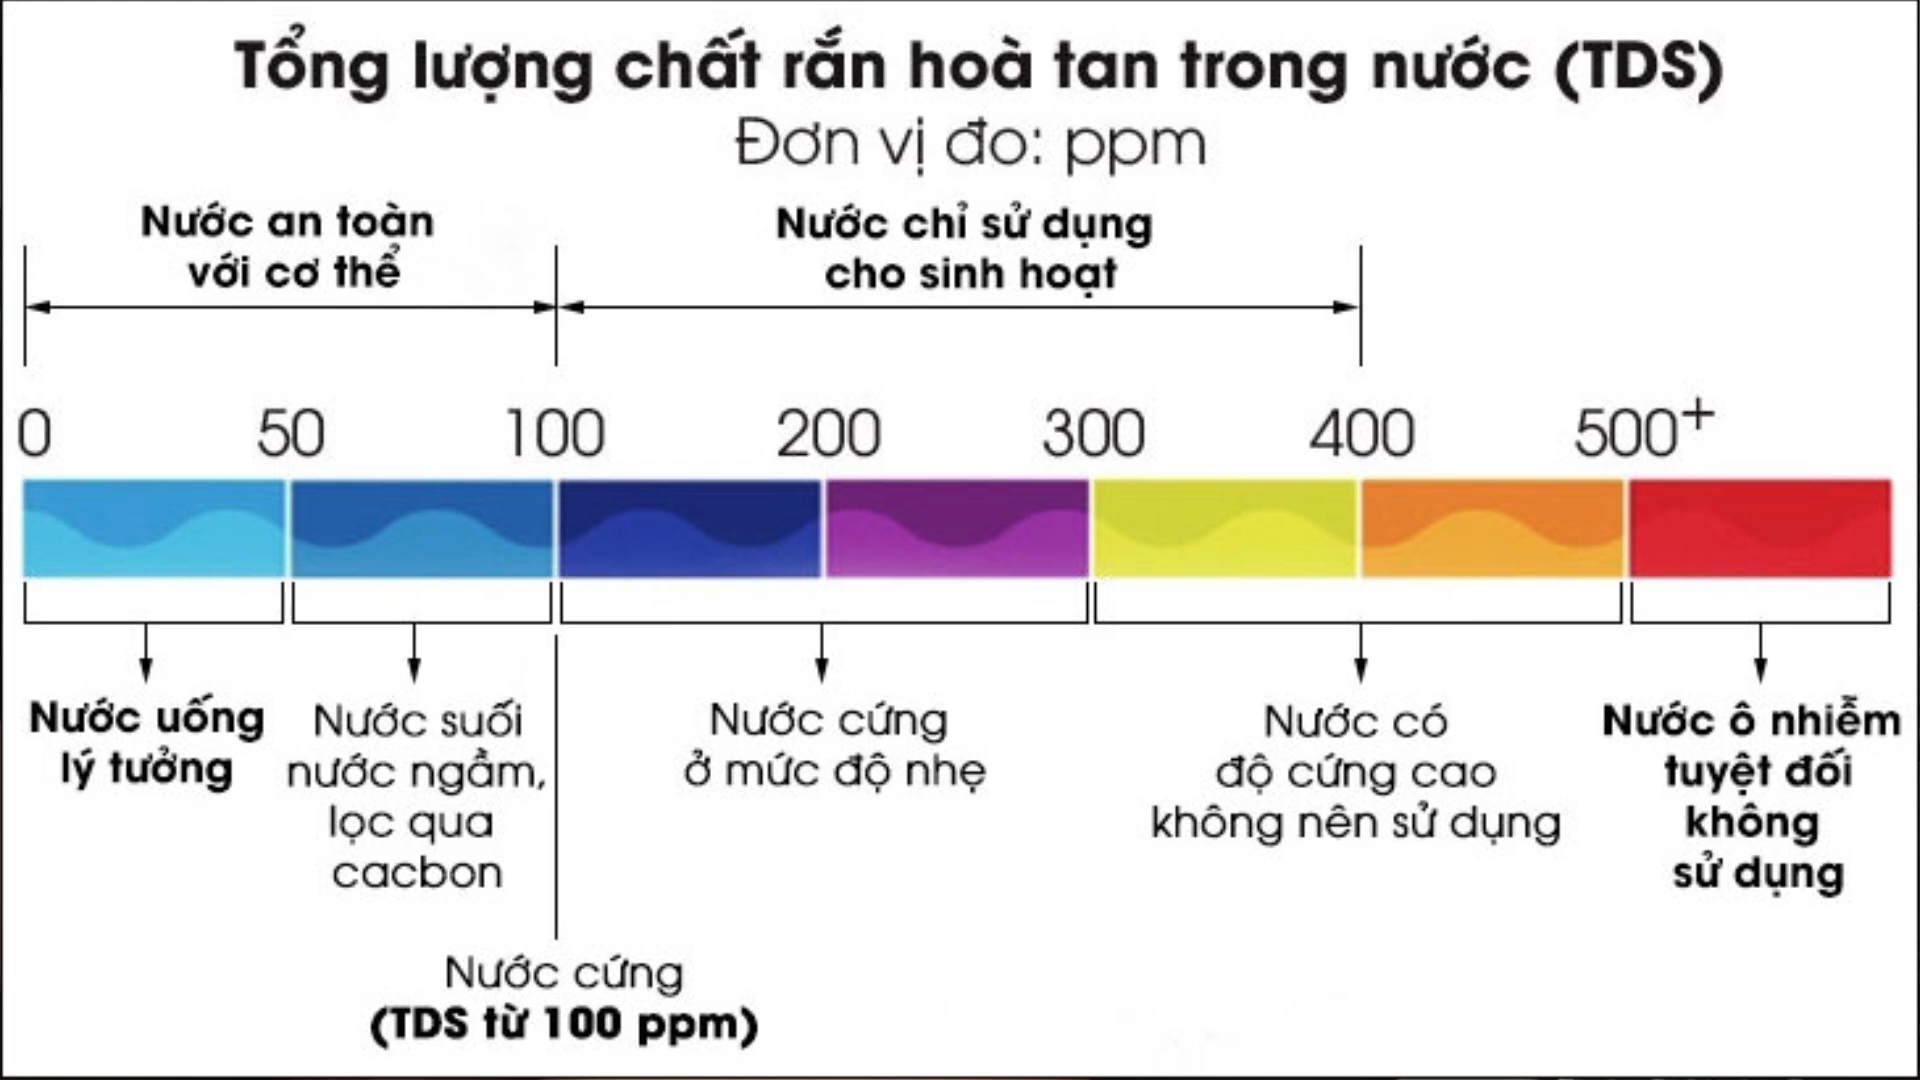 Tổng lượng chất rắn hoà tan trong nước (TDS)
Đơn vị đo: ppm
Nước an toàn
với cơ thể
Nước chỉ sử dụng
cho sinh hoạt
0 50 100 200 300 400 500+
Nước uống
lý tưởng
Nước suối
nước ngầm,
lọc qua
cacbon
Nước cứng
ở mức độ nhẹ
Nước có
độ cứng cao
không nên sử dụng
Nước ô nhiễm
tuyệt đối
không
sử dụng
Nước cứng
(TDS từ 100 ppm)